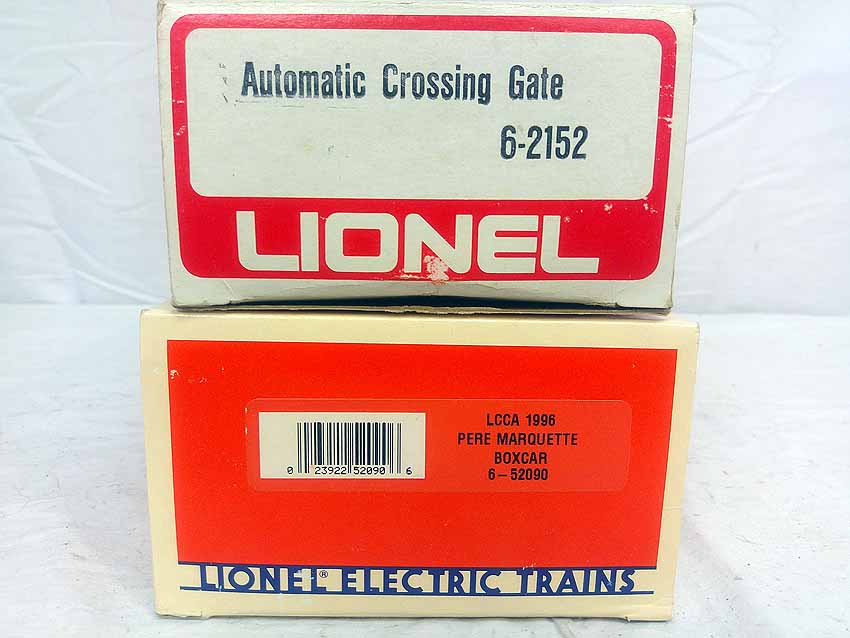 Automatic Crossing Gate
6-2152
LIONEL
LCCA 1996
PERE MARQUETTE
BOXCAR
6-52090
0 23922 52090 6
LIONEL® ELECTRIC TRAINS